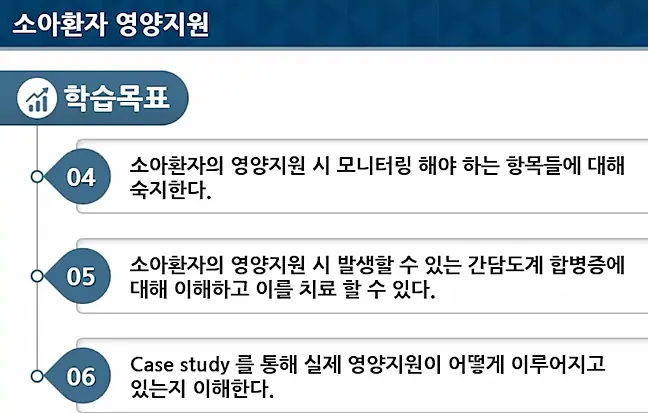 소아환자 영양지원
학습목표
04
소아환자의 영양지원 시 모니터링 해야 하는 항목들에 대해
숙지한다.
05
소아환자의 영양지원 시 발생할 수 있는 간담도계 합병증에
대해 이해하고 이를 치료 할 수 있다.
06
Case study 를 통해 실제 영양지원이 어떻게 이루어지고
있는지 이해한다.